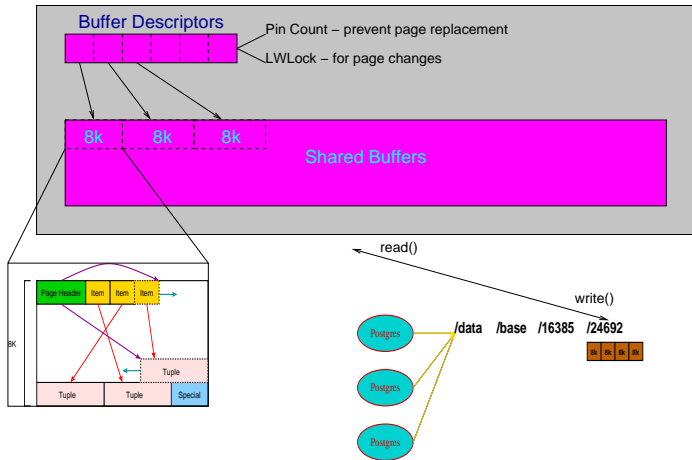 Buffer Descriptors
Pin Count – prevent page replacement
LWLock – for page changes
8k 8k 8k
Shared Buffers
read()
write()
Page Header Item Item Item
8K
Tuple
Tuple Tuple Special
Postgres /data /base /16385 /24692
8k 8k 8k 8k
Postgres
Postgres